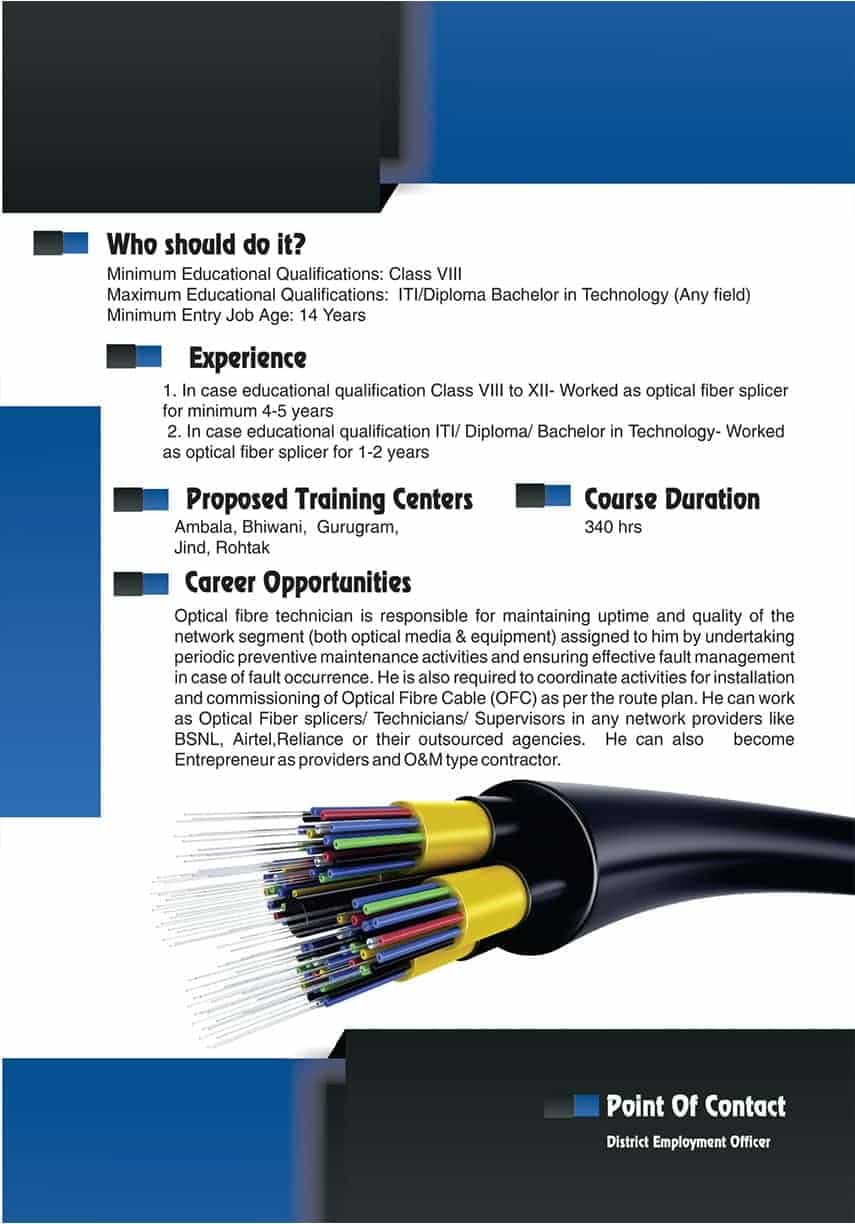 Who should do it?
Minimum Educational Qualifications: Class VIII
Maximum Educational Qualifications:  ITI/Diploma Bachelor in Technology (Any field)
Minimum Entry Job Age: 14 Years
Experience
1. In case educational qualification Class VIII to XII- Worked as optical fiber splicer
for minimum 4-5 years
2. In case educational qualification ITI/ Diploma/ Bachelor in Technology- Worked
as optical fiber splicer for 1-2 years
Proposed Training Centers
Ambala, Bhiwani,  Gurugram,
Jind, Rohtak
Course Duration
340 hrs
Career Opportunities
Optical fibre technician is responsible for maintaining uptime and quality of the
network segment (both optical media & equipment) assigned to him by undertaking
periodic preventive maintenance activities and ensuring effective fault management
in case of fault occurrence. He is also required to coordinate activities for installation
and commissioning of Optical Fibre Cable (OFC) as per the route plan. He can work
as Optical Fiber splicers/ Technicians/ Supervisors in any network providers like
BSNL, Airtel,Reliance or their outsourced agencies.  He can also  become
Entrepreneur as providers and O&M type contractor.
Point Of Contact
District Employment Officer